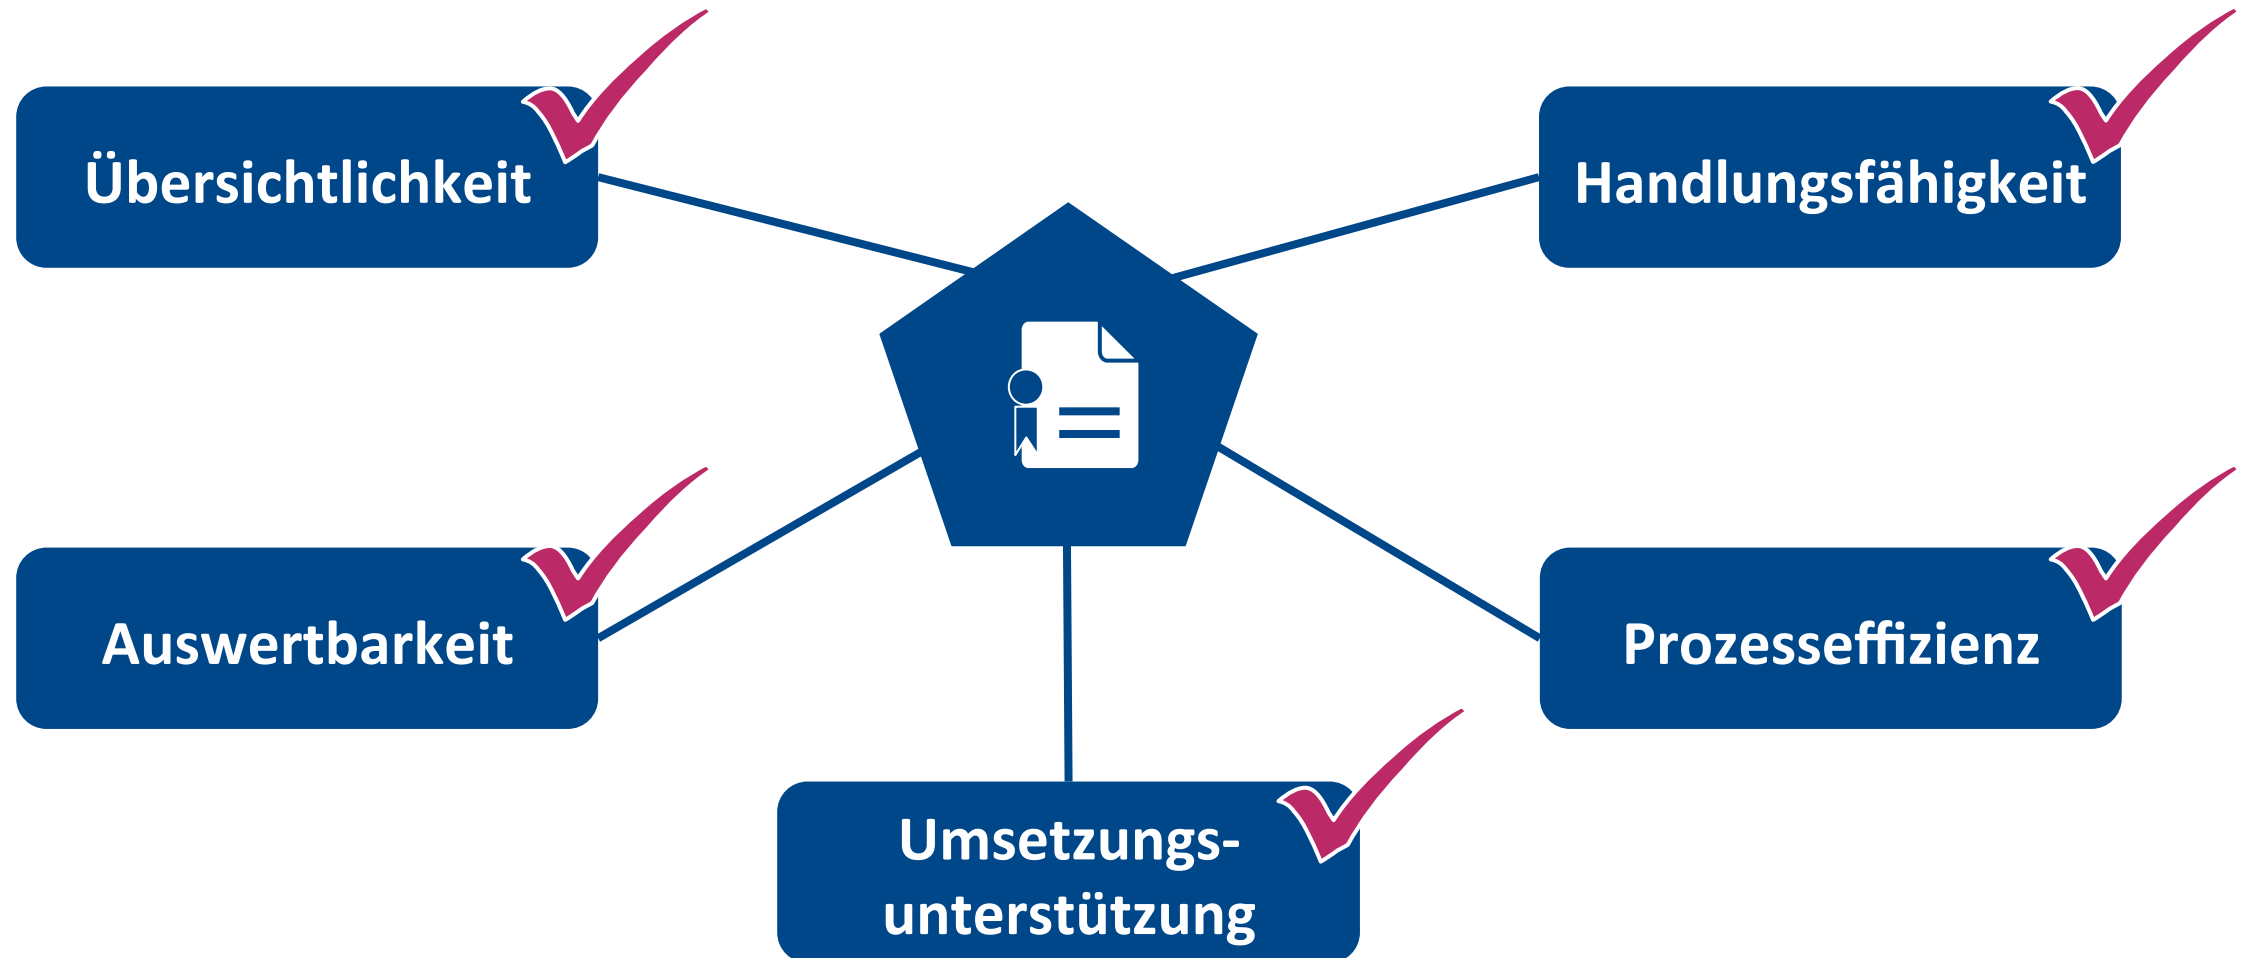 Übersichtlichkeit
Handlungsfähigkeit
Auswertbarkeit
Prozesseffizienz
Umsetzungs-
unterstützung